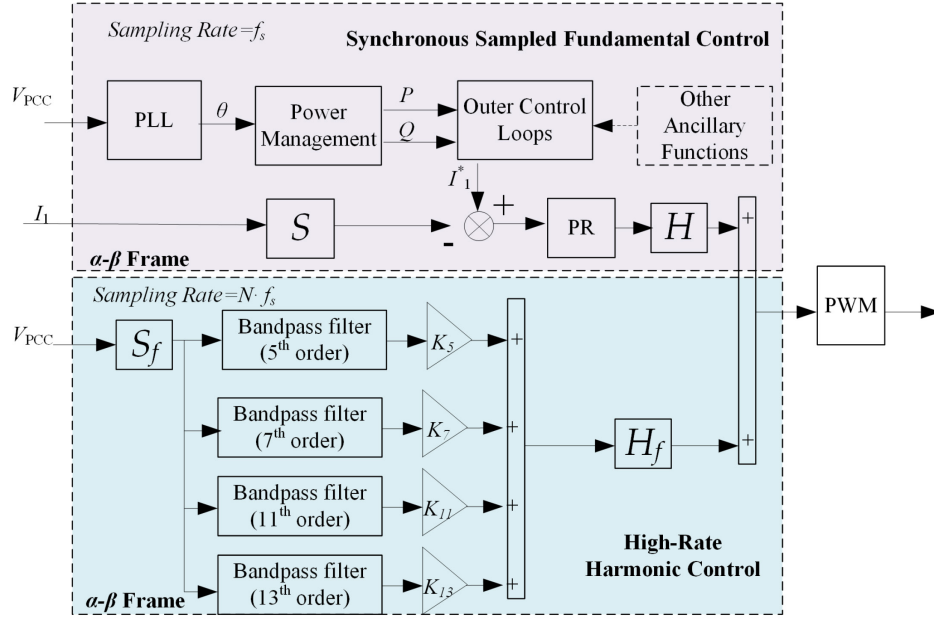 Sampling Rate=fs
Synchronous Sampled Fundamental Control
VPCC
PLL
θ
Power
Management
P
Q
Outer Control
Loops
Other
Ancillary
Functions
I*1
I1
S
+
-
PR
H
+
α-β Frame
Sampling Rate=N· fs
VPCC
Sf
Bandpass filter
(5th order)
K5
+
PWM
Bandpass filter
(7th order)
K7
+
Hf
+
Bandpass filter
(11th order)
K11
+
Bandpass filter
(13th order)
K13
+
High-Rate
Harmonic Control
α-β Frame